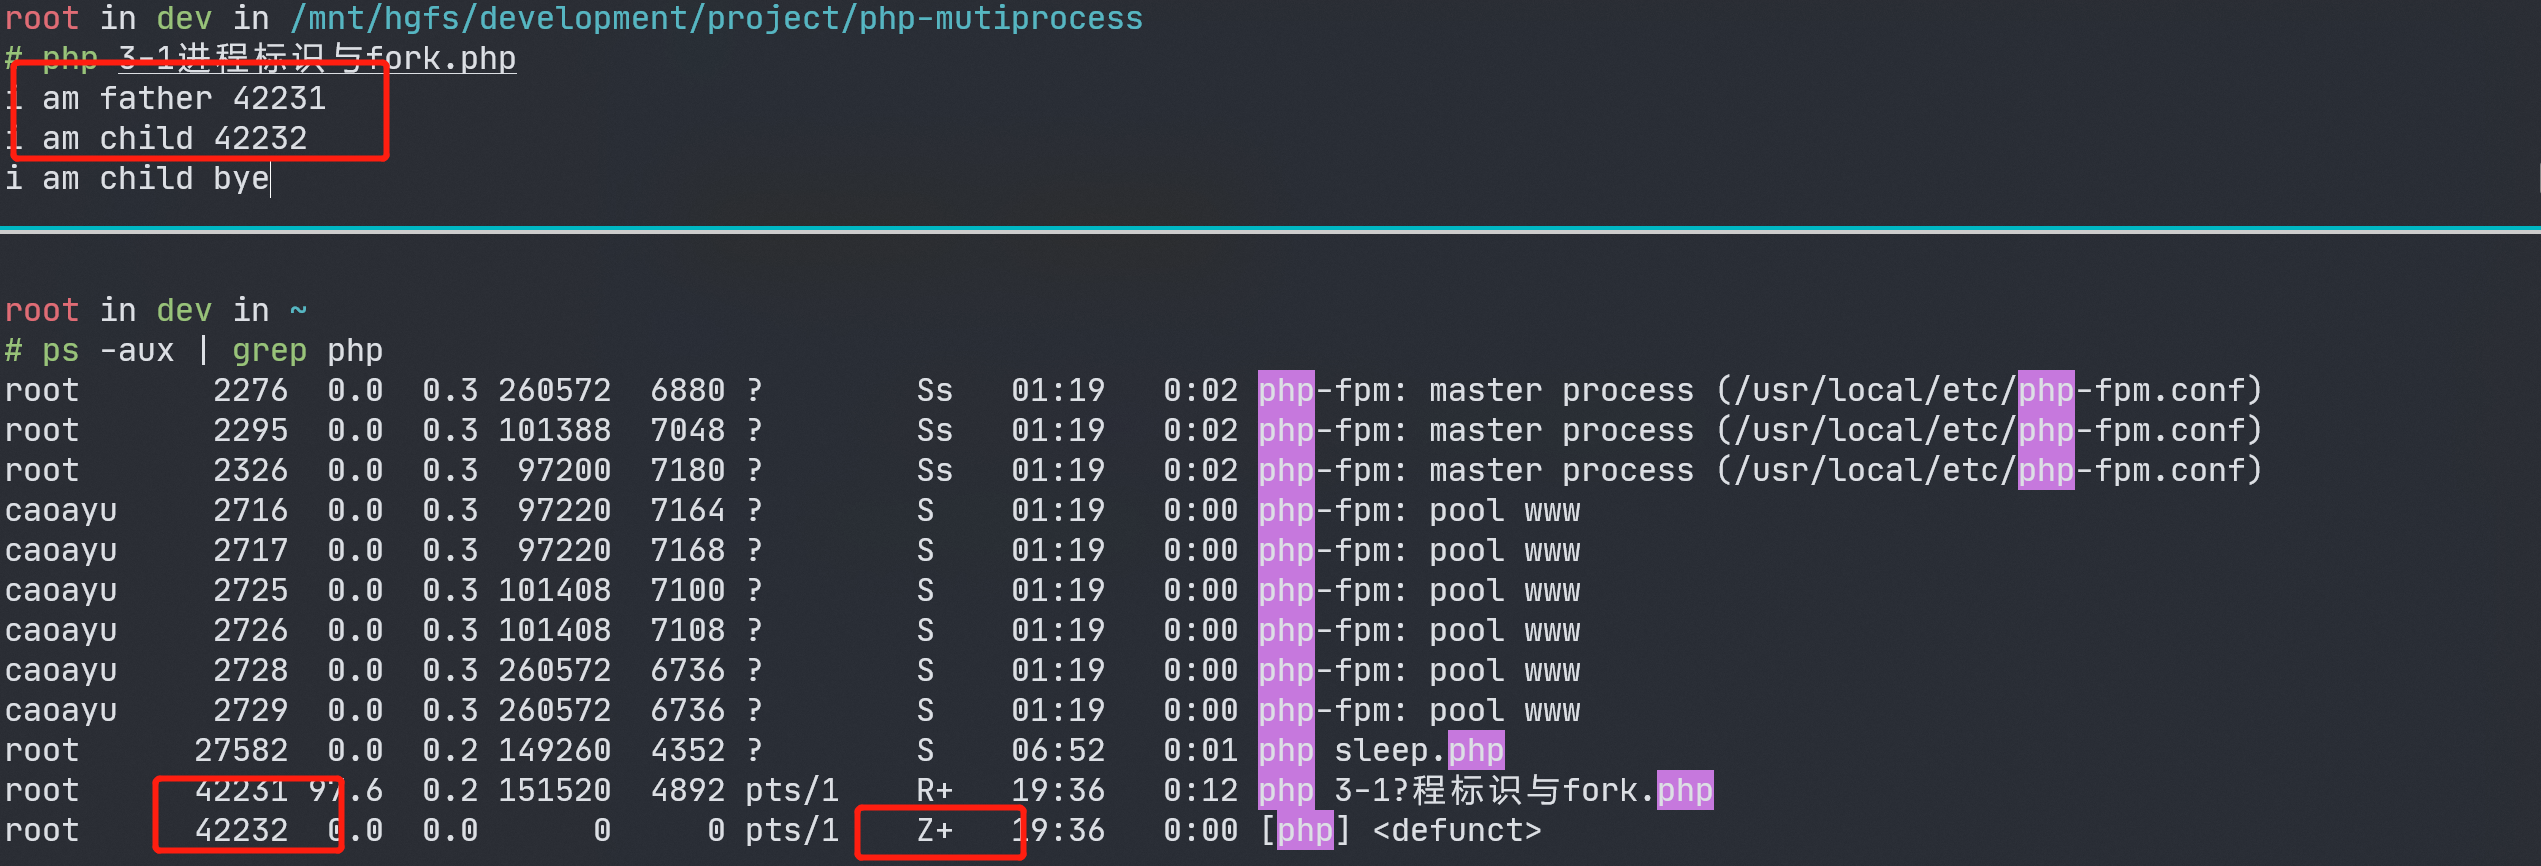 root in dev in /mnt/hgfs/development/project/php-mutiprocess
# php 3-1进程标识与fork.php
i am father 42231
i am child 42232
i am child bye
root in dev in ~
# ps -aux | grep php
root 2276 0.0 0.3 260572 6880 ? Ss 01:19 0:02 php-fpm: master process (/usr/local/etc/php-fpm.conf)
root 2295 0.0 0.3 101388 7048 ? Ss 01:19 0:02 php-fpm: master process (/usr/local/etc/php-fpm.conf)
root 2326 0.0 0.3 97200 7180 ? Ss 01:19 0:02 php-fpm: master process (/usr/local/etc/php-fpm.conf)
caoayu 2716 0.0 0.3 97220 7164 ? S 01:19 0:00 php-fpm: pool www
caoayu 2717 0.0 0.3 97220 7168 ? S 01:19 0:00 php-fpm: pool www
caoayu 2725 0.0 0.3 101408 7100 ? S 01:19 0:00 php-fpm: pool www
caoayu 2726 0.0 0.3 101408 7108 ? S 01:19 0:00 php-fpm: pool www
caoayu 2728 0.0 0.3 260572 6736 ? S 01:19 0:00 php-fpm: pool www
caoayu 2729 0.0 0.3 260572 6736 ? S 01:19 0:00 php-fpm: pool www
root 27582 0.0 0.2 149260 4352 ? S 06:52 0:01 php sleep.php
root 42231 97.6 0.2 151520 4892 pts/1 R+ 19:36 0:12 php 3-1?程标识与fork.php
root 42232 0.0 0.0 0 0 pts/1 Z+ 19:36 0:00 [php] <defunct>